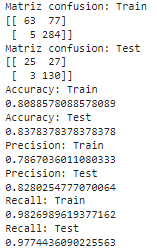 Matriz confusion: Train
[[ 63  77]
 [  5 284]]
Matriz confusion: Test
[[ 25  27]
 [  3 130]]
Accuracy: Train
0.8088578088578089
Accuracy: Test
0.8378378378378378
Precision: Train
0.7867036011080333
Precision: Test
0.8280254777070064
Recall: Train
0.9826989619377162
Recall: Test
0.9774436090225563